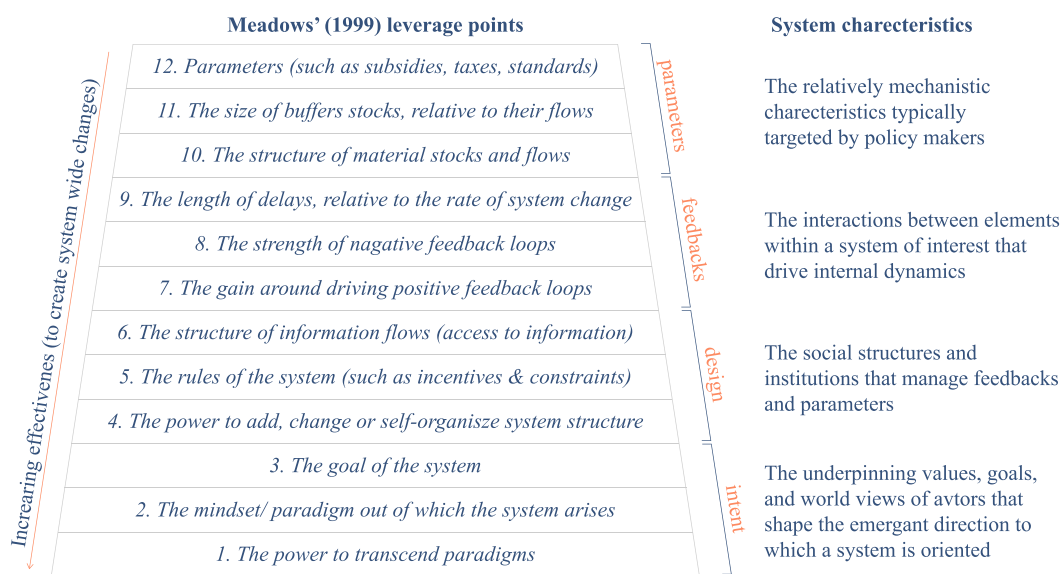 Meadows’ (1999) leverage points
System charecteristics
Increaring effectivenes (to create system wide changes)
12. Parameters (such as subsidies, taxes, standards)
11. The size of buffers stocks, relative to their flows
10. The structure of material stocks and flows
parameters
The relatively mechanistic
charecteristics typically
targeted by policy makers
9. The length of delays, relative to the rate of system change
8. The strength of nagative feedback loops
7. The gain around driving positive feedback loops
feedbacks
The interactions between elements
within a system of interest that
drive internal dynamics
6. The structure of information flows (access to information)
5. The rules of the system (such as incentives & constraints)
4. The power to add, change or self-organisze system structure
design
The social structures and
institutions that manage feedbacks
and parameters
3. The goal of the system
2. The mindset/ paradigm out of which the system arises
1. The power to transcend paradigms
intent
The underpinning values, goals,
and world views of avtors that
shape the emergant direction to
which a system is oriented